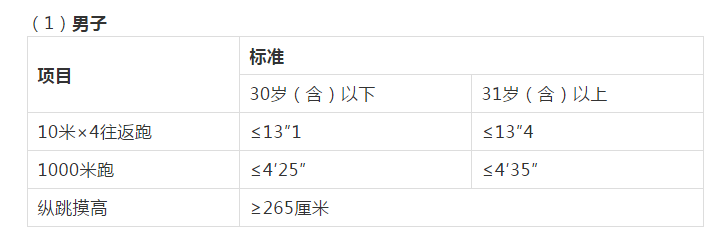 （1）男子
项目 标准
30岁（含）以下 31岁（含）以上
10米×4往返跑 ≤13″1 ≤13″4
1000米跑 ≤4′25″ ≤4′35″
纵跳摸高 ≥265厘米